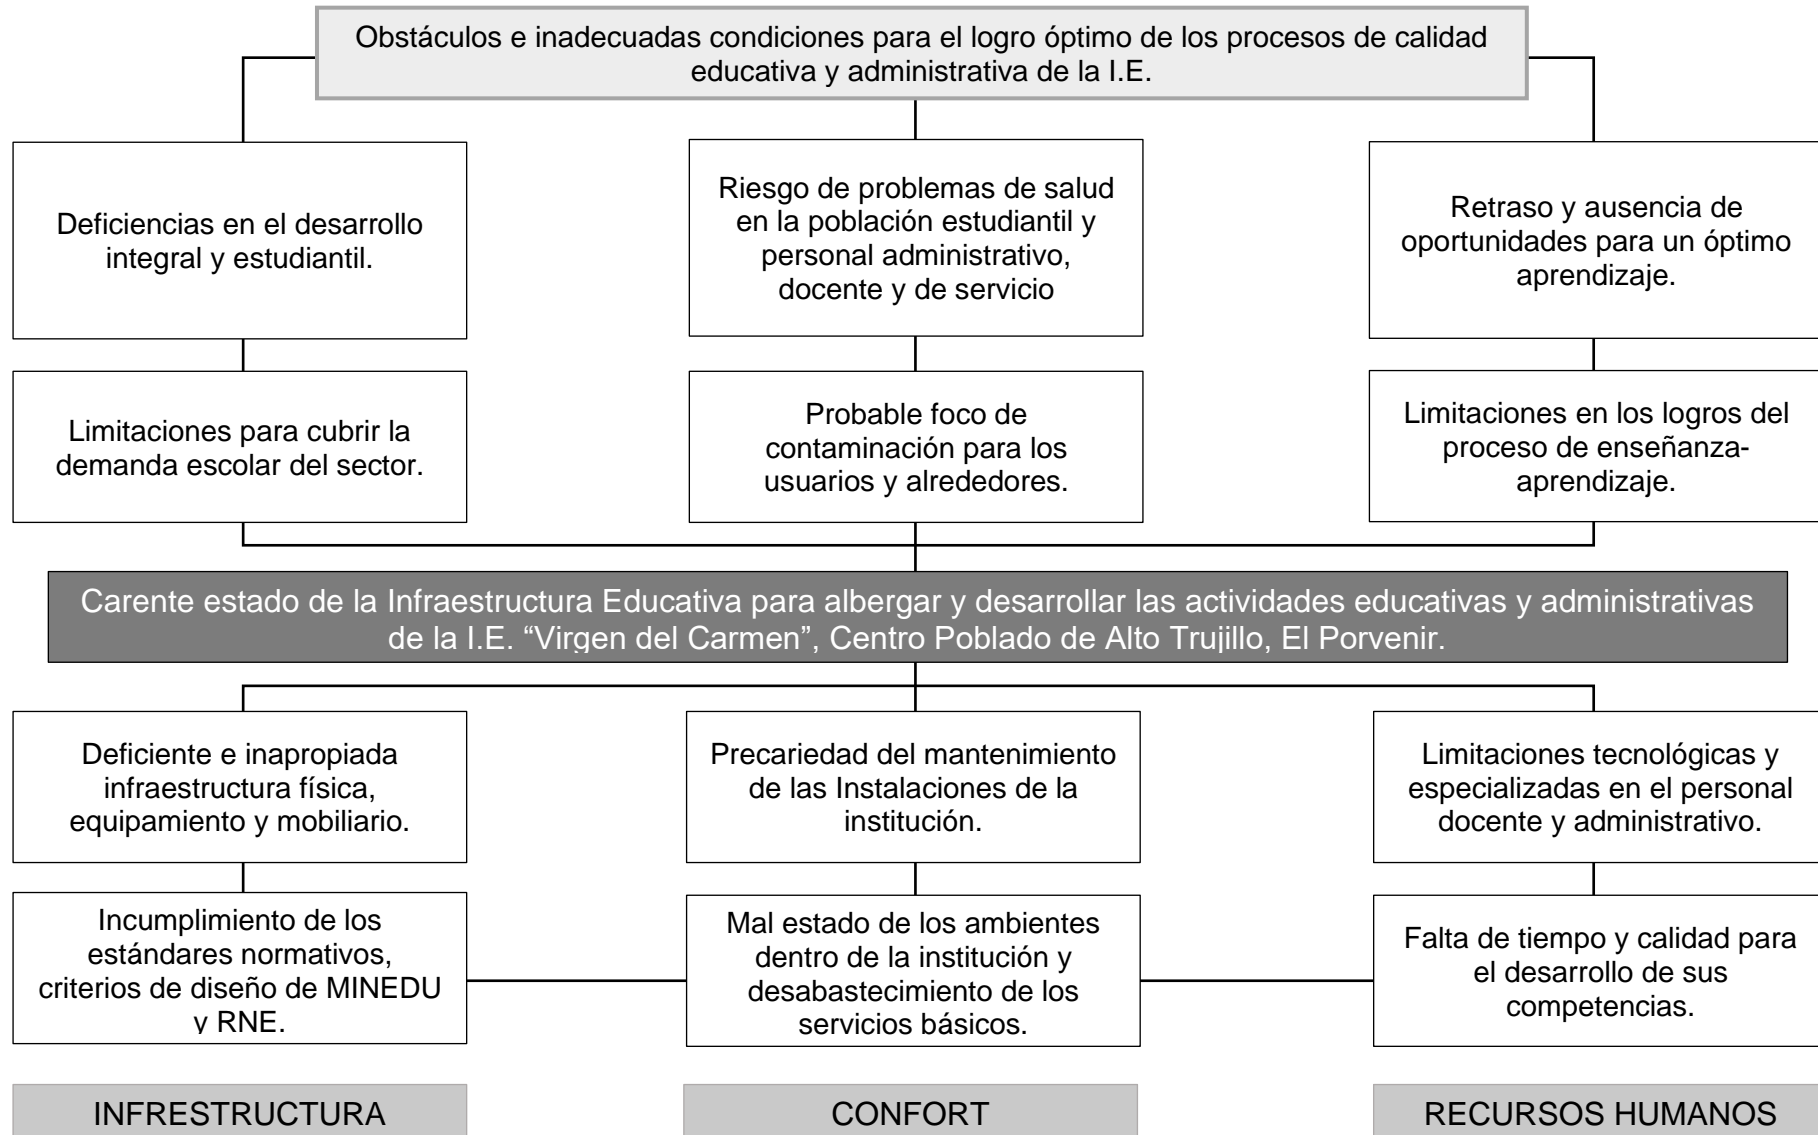 Obstáculos e inadecuadas condiciones para el logro óptimo de los procesos de calidad
educativa y administrativa de la I.E.
Deficiencias en el desarrollo
integral y estudiantil.
Riesgo de problemas de salud
en la población estudiantil y
personal administrativo,
docente y de servicio
Retraso y ausencia de
oportunidades para un óptimo
aprendizaje.
Limitaciones para cubrir la
demanda escolar del sector.
Probable foco de
contaminación para los
usuarios y alrededores.
Limitaciones en los logros del
proceso de enseñanza-
aprendizaje.
Carente estado de la Infraestructura Educativa para albergar y desarrollar las actividades educativas y administrativas
de la I.E. “Virgen del Carmen”, Centro Poblado de Alto Trujillo, El Porvenir.
Deficiente e inapropiada
infraestructura física,
equipamiento y mobiliario.
Precariedad del mantenimiento
de las Instalaciones de la
institución.
Limitaciones tecnológicas y
especializadas en el personal
docente y administrativo.
Incumplimiento de los
estándares normativos,
criterios de diseño de MINEDU
y RNE.
Mal estado de los ambientes
dentro de la institución y
desabastecimiento de los
servicios básicos.
Falta de tiempo y calidad para
el desarrollo de sus
competencias.
INFRESTRUCTURA
CONFORT
RECURSOS HUMANOS